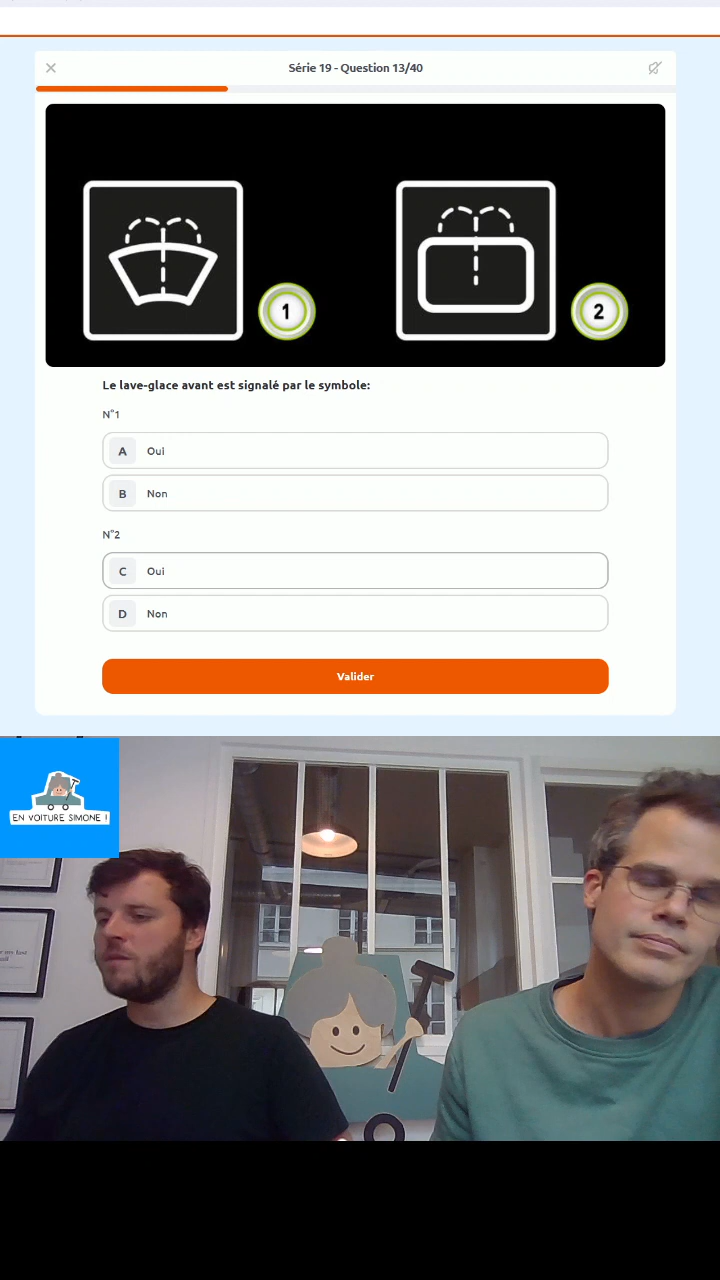 Série 19 - Question 13/40
1
2
Le lave-glace avant est signalé par le symbole:
N°1
A Oui
B Non
N°2
C Oui
D Non
Valider
EN VOITURE SIMONE !